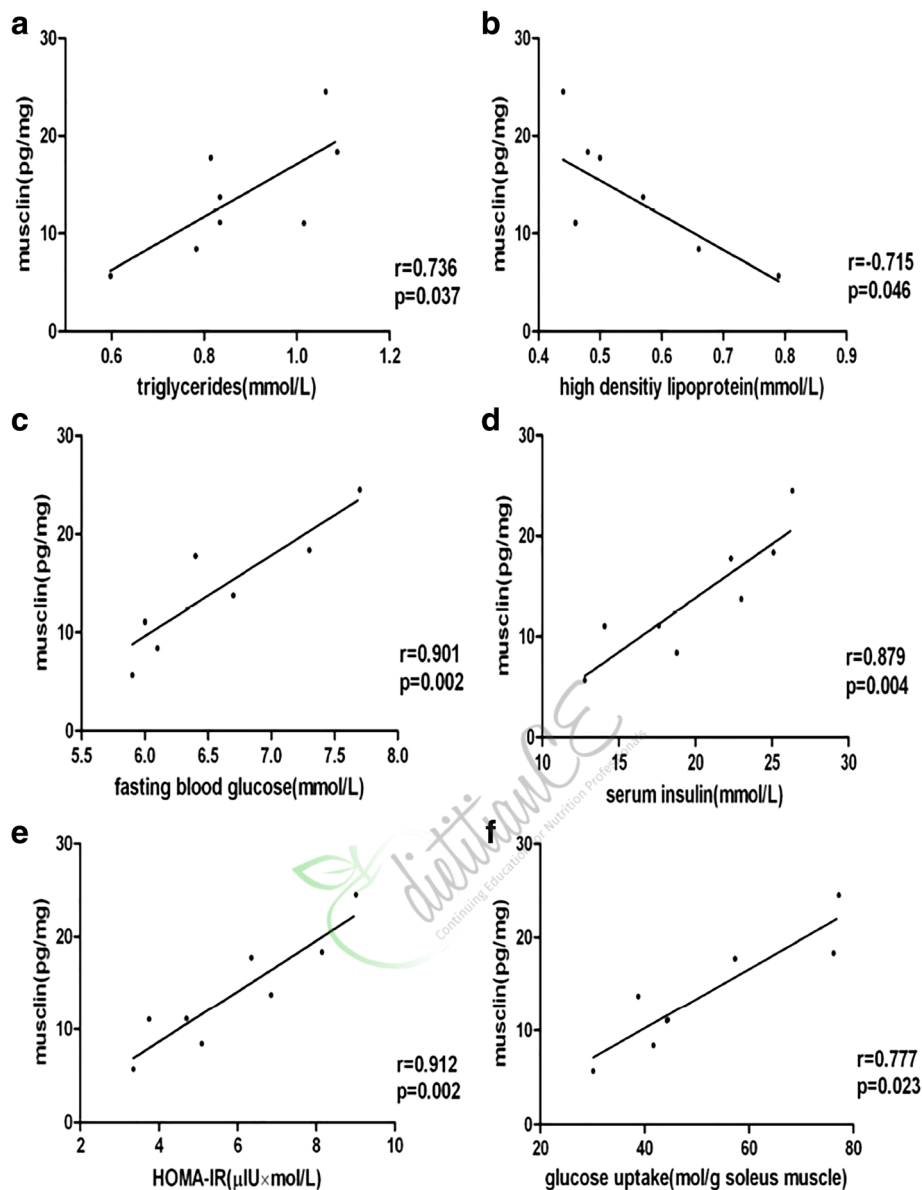 a
30
20
10
0
musclin(pg/mg)
0.6 0.8 1.0 1.2
triglycerides(mmol/L)
r=0.736
p=0.037
b
30
20
10
0
musclin(pg/mg)
0.4 0.5 0.6 0.7 0.8 0.9
high densitiy lipoprotein(mmol/L)
r=-0.715
p=0.046
c
30
20
10
0
musclin(pg/mg)
5.5 6.0 6.5 7.0 7.5 8.0
fasting blood glucose(mmol/L)
r=0.901
p=0.002
d
30
20
10
0
musclin(pg/mg)
10 15 20 25 30
serum insulin(mmol/L)
r=0.879
p=0.004
e
30
20
10
0
musclin(pg/mg)
2 4 6 8 10
HOMA-IR(μIU×mol/L)
r=0.912
p=0.002
f
30
20
10
0
musclin(pg/mg)
20 40 60 80
glucose uptake(mol/g soleus muscle)
r=0.777
p=0.023
dietitianCE
Continuing Education for Nutrition Professionals